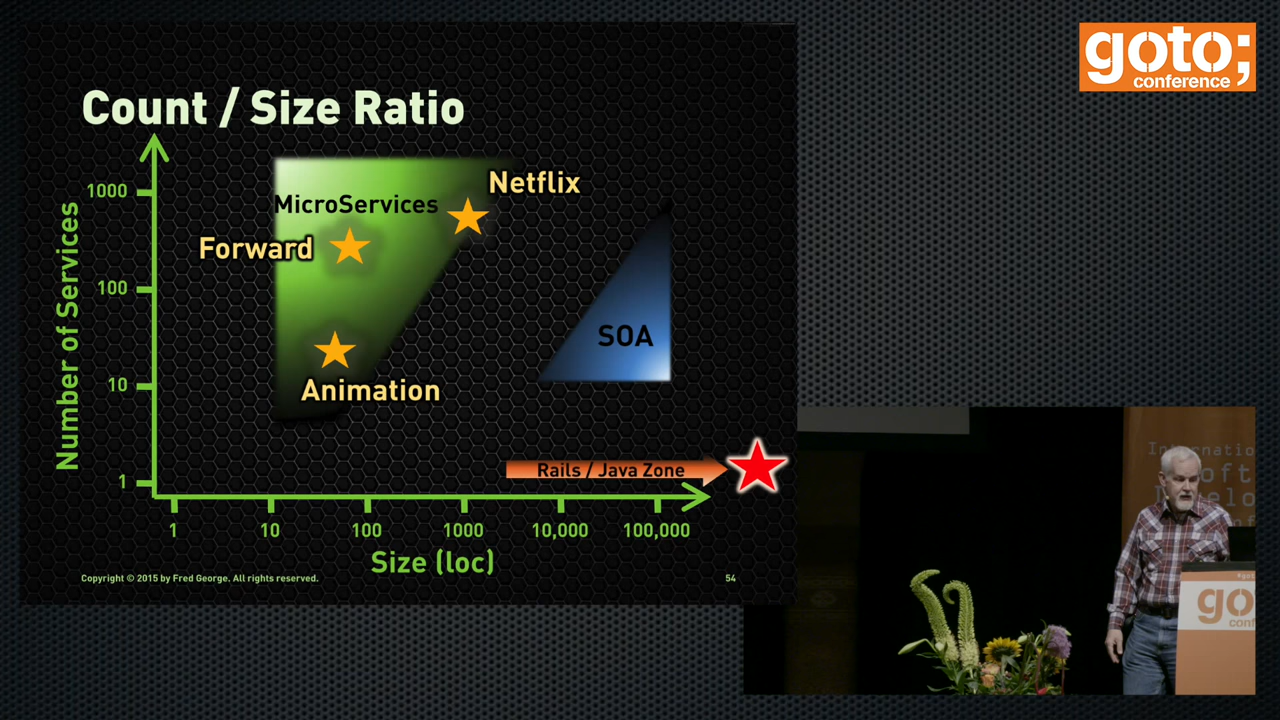 goto;
conference
Count / Size Ratio
Number of Services
1000
100
10
1
MicroServices
Netflix
Forward
Animation
SOA
Rails / Java Zone
1
10
100
1000
10,000
100,000
Size (loc)
Copyright © 2015 by Fred George. All rights reserved.
54
go